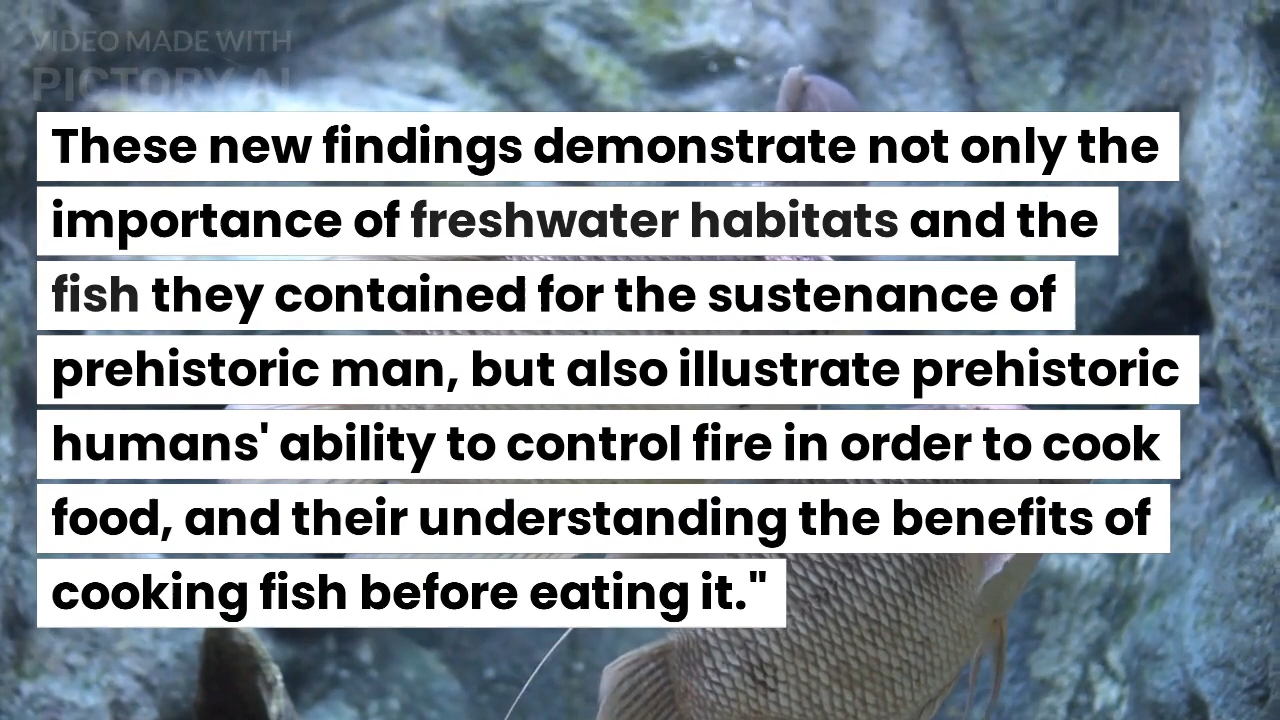 VIDEO MADE WITH
PICTORY.AI
These new findings demonstrate not only the
importance of freshwater habitats and the
fish they contained for the sustenance of
prehistoric man, but also illustrate prehistoric
humans' ability to control fire in order to cook
food, and their understanding the benefits of
cooking fish before eating it."